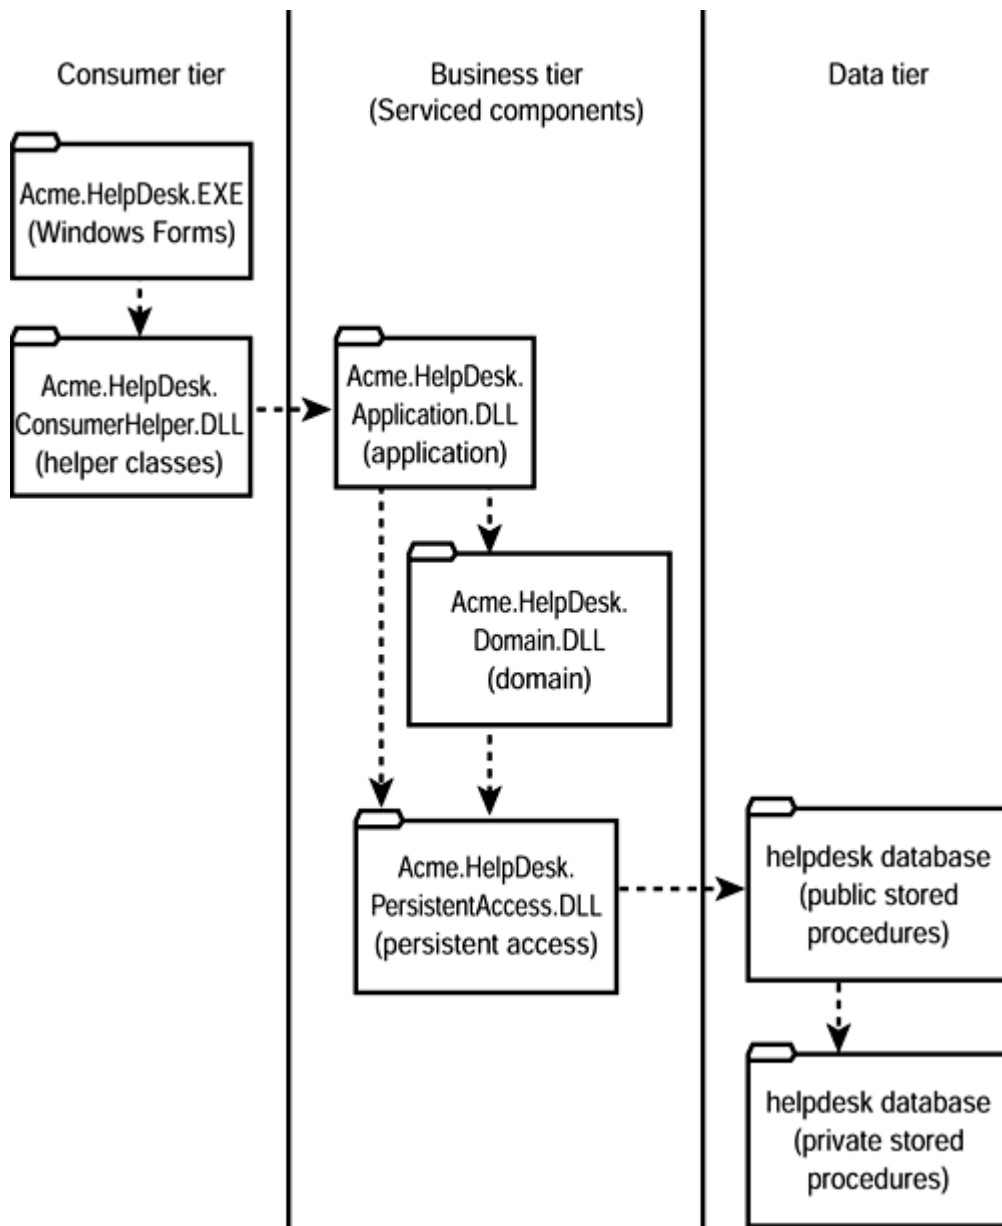 Consumer tier
Business tier
(Serviced components)
Data tier
Acme.HelpDesk.EXE
(Windows Forms)
Acme.HelpDesk.
ConsumerHelper.DLL
(helper classes)
Acme.HelpDesk.
Application.DLL
(application)
Acme.HelpDesk.
Domain.DLL
(domain)
Acme.HelpDesk.
PersistentAccess.DLL
(persistent access)
helpdesk database
(public stored
procedures)
helpdesk database
(private stored
procedures)